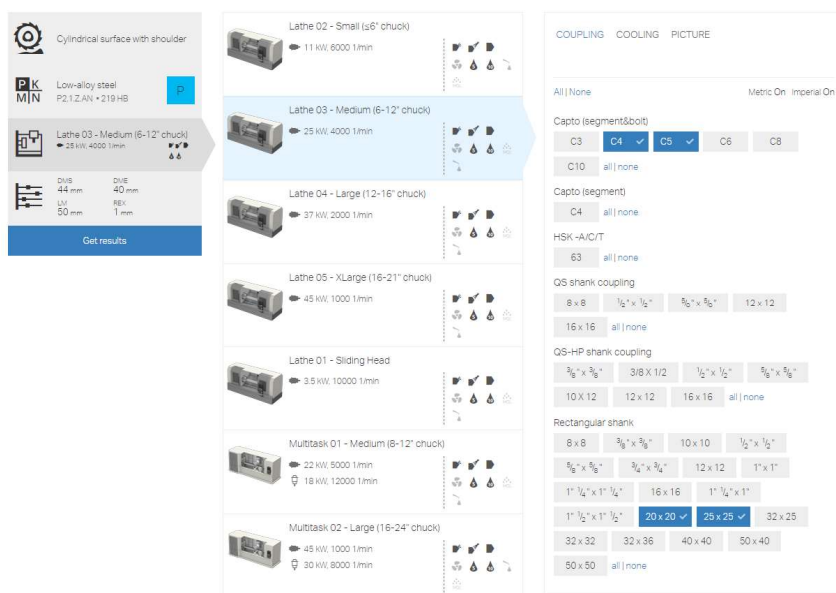 Cylindrical surface with shoulder
P K
M N
Low-alloy steel
P2.1.Z.AN • 219 HB
P
Lathe 03 - Medium (6-12" chuck)
25 kW, 4000 1/min
DMS
44 mm
DME
40 mm
LM
50 mm
REX
1 mm
Get results
Lathe 02 - Small (≤6" chuck)
11 kW, 6000 1/min
Lathe 03 - Medium (6-12" chuck)
25 kW, 4000 1/min
Lathe 04 - Large (12-16" chuck)
37 kW, 2000 1/min
Lathe 05 - XLarge (16-21" chuck)
45 kW, 1000 1/min
Lathe 01 - Sliding Head
3.5 kW, 10000 1/min
Multitask 01 - Medium (8-12" chuck)
22 kW, 5000 1/min
18 kW, 12000 1/min
Multitask 02 - Large (16-24" chuck)
45 kW, 1000 1/min
30 kW, 8000 1/min
COUPLING COOLING PICTURE
All | None Metric On Imperial On
Capto (segment&bolt)
C3 C4 ✓ C5 ✓ C6 C8
C10 all | none
Capto (segment)
C4 all | none
HSK -A/C/T
63 all | none
QS shank coupling
8 x 8 1/2" x 1/2" 5/8" x 5/8" 12 x 12
16 x 16 all | none
QS-HP shank coupling
3/8" x 3/8" 3/8 X 1/2 1/2" x 1/2" 5/8" x 5/8"
10 X 12 12 x 12 16 x 16 all | none
Rectangular shank
8 x 8 3/8" x 3/8" 10 x 10 1/2" x 1/2"
5/8" x 5/8" 3/4" x 3/4" 12 x 12 1" x 1"
1" 1/4" x 1" 1/4" 16 x 16 1" 1/4" x 1"
1" 1/2" x 1" 1/2" 20 x 20 ✓ 25 x 25 ✓ 32 x 25
32 x 32 32 x 36 40 x 40 50 x 40
50 x 50 all | none